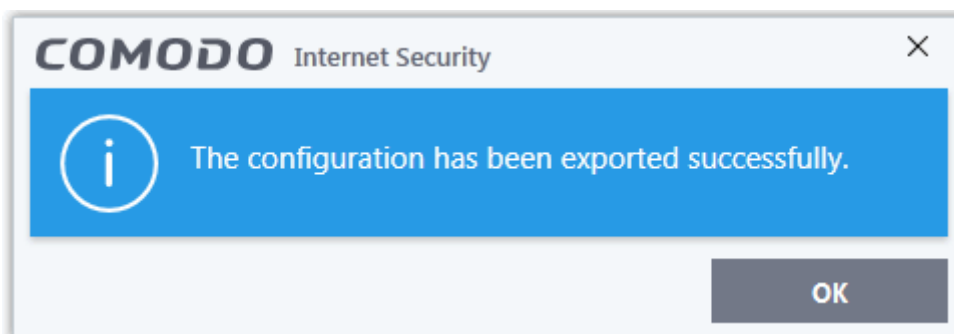 COMODO Internet Security
The configuration has been exported successfully.
OK